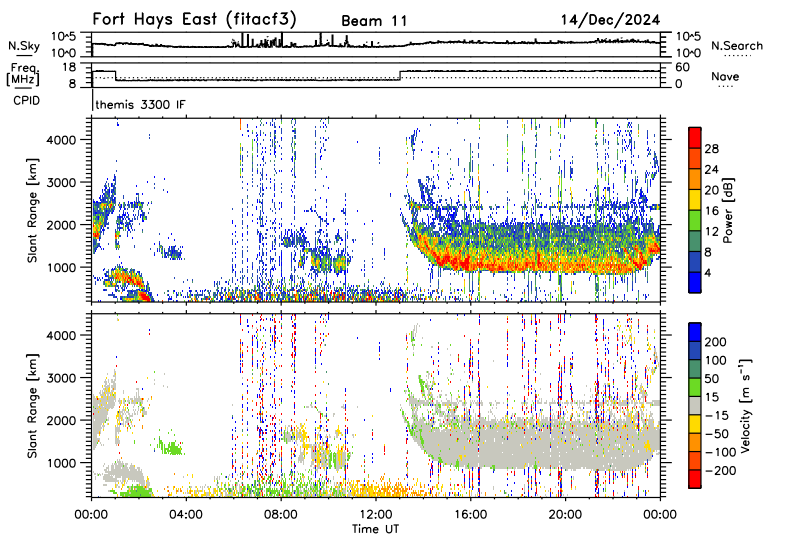 Fort Hays East (fitacf3) Beam 11 14/Dec/2024
N.Sky 10^5 10^0 10^5 10^0 N.Search
Freq. [MHz] 18 8 60 0 Nave
CPID themis 3300 IF
Slant Range [km] 4000 3000 2000 1000
Power [dB] 28 24 20 16 12 8 4
Slant Range [km] 4000 3000 2000 1000
Velocity [m s⁻¹] 200 100 50 15 −15 −50 −100 −200
00:00 04:00 08:00 12:00 16:00 20:00 00:00
Time UT